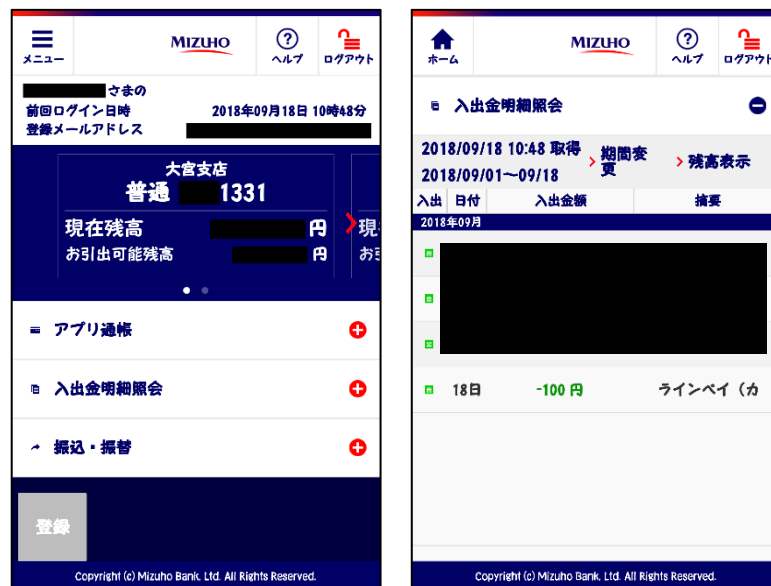 メニュー
MIZUHO
ヘルプ
ログアウト
さまの
前回ログイン日時 2018年09月18日 10時48分
登録メールアドレス
大宮支店
普通 1331
現在残高 円
お引出可能残高 円
現
お引
アプリ通帳
入出金明細照会
振込・振替
登録
Copyright (c) Mizuho Bank, Ltd. All Rights Reserved.
ホーム
MIZUHO
ヘルプ
ログアウト
入出金明細照会
2018/09/18 10:48 取得
2018/09/01～09/18
期間変
更
残高表示
入出 日付 入出金額 摘要
2018年09月
18日 -100 円 ラインペイ（カ
Copyright (c) Mizuho Bank, Ltd. All Rights Reserved.